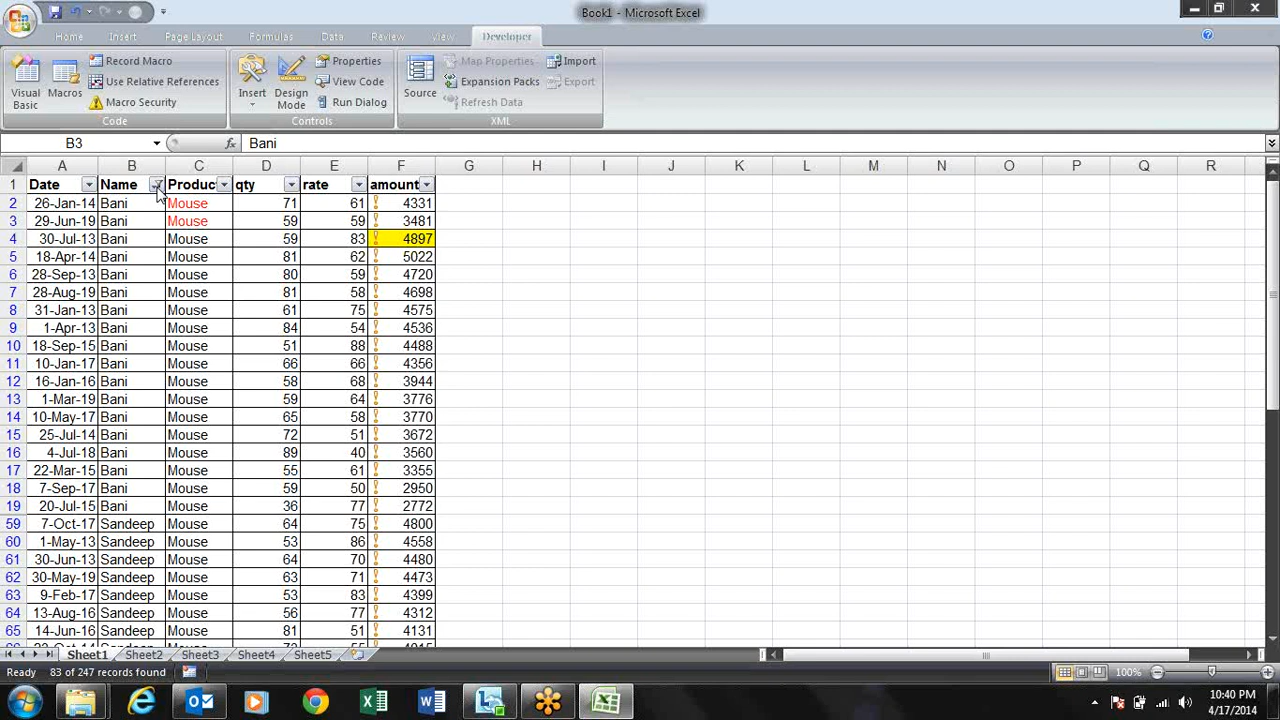 Book1 - Microsoft Excel
Home Insert Page Layout Formulas Data Review View Developer
Visual Basic Macros Record Macro Use Relative References Macro Security Code
Insert Design Mode Properties View Code Run Dialog Controls
Source Map Properties Expansion Packs Refresh Data Import Export XML
B3 fx Bani
A B C D E F G H I J K L M N O P Q R
1 Date Name Produc qty rate amount
2 26-Jan-14 Bani Mouse 71 61 4331
3 29-Jun-19 Bani Mouse 59 59 3481
4 30-Jul-13 Bani Mouse 59 83 4897
5 18-Apr-14 Bani Mouse 81 62 5022
6 28-Sep-13 Bani Mouse 80 59 4720
7 28-Aug-19 Bani Mouse 81 58 4698
8 31-Jan-13 Bani Mouse 61 75 4575
9 1-Apr-13 Bani Mouse 84 54 4536
10 18-Sep-15 Bani Mouse 51 88 4488
11 10-Jan-17 Bani Mouse 66 66 4356
12 16-Jan-16 Bani Mouse 58 68 3944
13 1-Mar-19 Bani Mouse 59 64 3776
14 10-May-17 Bani Mouse 65 58 3770
15 25-Jul-14 Bani Mouse 72 51 3672
16 4-Jul-18 Bani Mouse 89 40 3560
17 22-Mar-15 Bani Mouse 55 61 3355
18 7-Sep-17 Bani Mouse 59 50 2950
19 20-Jul-15 Bani Mouse 36 77 2772
59 7-Oct-17 Sandeep Mouse 64 75 4800
60 1-May-13 Sandeep Mouse 53 86 4558
61 30-Jun-13 Sandeep Mouse 64 70 4480
62 30-May-19 Sandeep Mouse 63 71 4473
63 9-Feb-17 Sandeep Mouse 53 83 4399
64 13-Aug-16 Sandeep Mouse 56 77 4312
65 14-Jun-16 Sandeep Mouse 81 51 4131
Sheet1 Sheet2 Sheet3 Sheet4 Sheet5
Ready 83 of 247 records found 100%
10:40 PM
4/17/2014